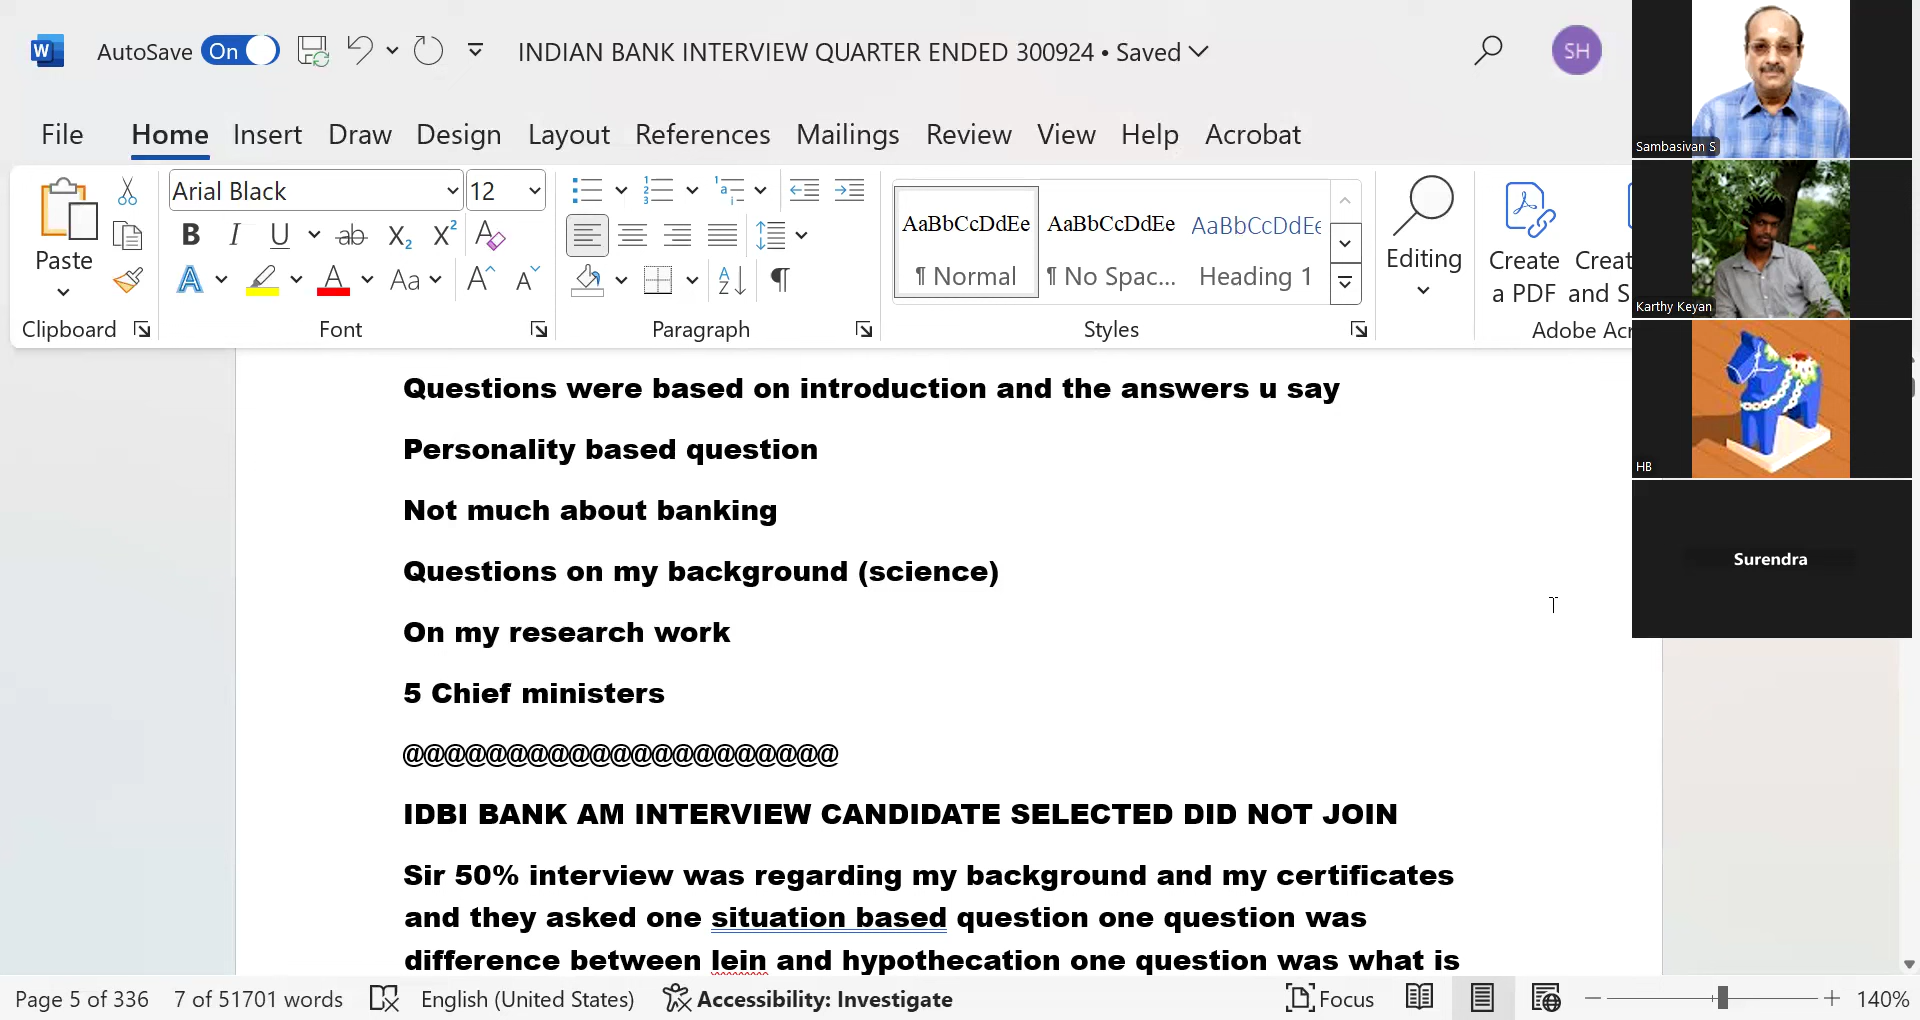 W AutoSave On INDIAN BANK INTERVIEW QUARTER ENDED 300924 • Saved SH
File Home Insert Draw Design Layout References Mailings Review View Help Acrobat
Paste
Clipboard
Arial Black 12
B I U ab X₂ X² A
A A Aa A A
Font
Paragraph
AaBbCcDdEe AaBbCcDdEe AaBbCcDdEe
¶ Normal ¶ No Spac... Heading 1
Styles
Editing
Create
a PDF
Creat
and S
Adobe Acr
Sambasivan S
Karthy Keyan
HB
Surendra
Questions were based on introduction and the answers u say
Personality based question
Not much about banking
Questions on my background (science)
On my research work
5 Chief ministers
@@@@@@@@@@@@@@@@@@@@@
IDBI BANK AM INTERVIEW CANDIDATE SELECTED DID NOT JOIN
Sir 50% interview was regarding my background and my certificates
and they asked one situation based question one question was
difference between lein and hypothecation one question was what is
Page 5 of 336 7 of 51701 words English (United States) Accessibility: Investigate Focus 140%